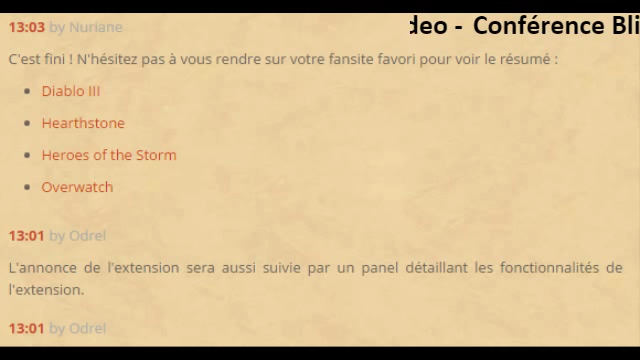 13:03 by Nuriane
deo - Conférence Bli
C'est fini ! N'hésitez pas à vous rendre sur votre fansite favori pour voir le résumé :
Diablo III
Hearthstone
Heroes of the Storm
Overwatch
13:01 by Odrel
L'annonce de l'extension sera aussi suivie par un panel détaillant les fonctionnalités de
l'extension.
13:01 by Odrel